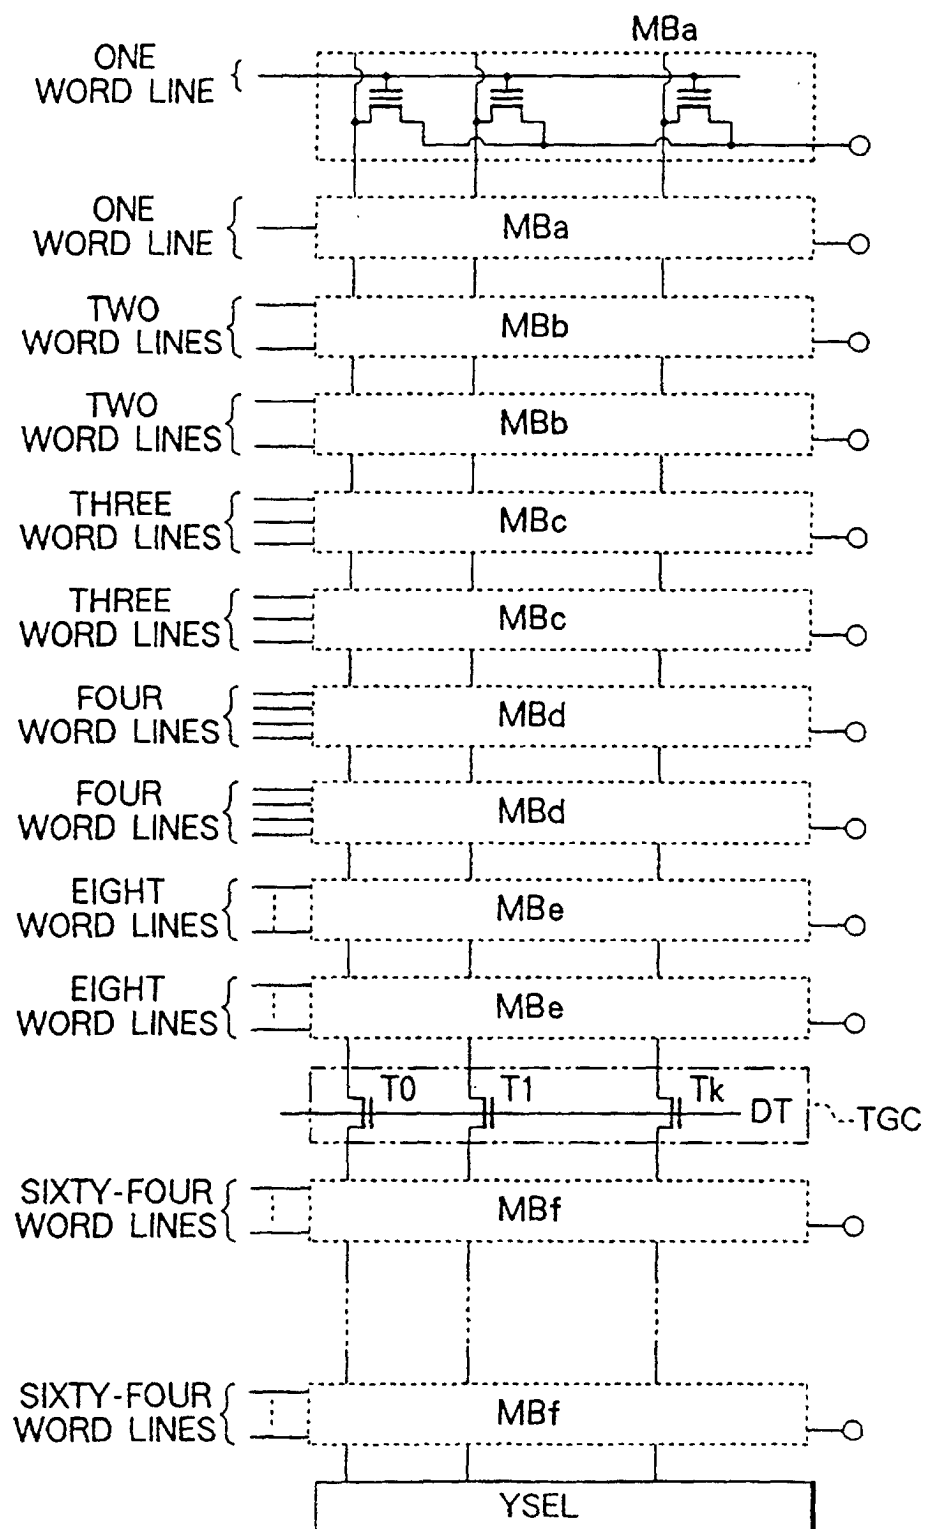 MBa
ONE
WORD LINE
ONE
WORD LINE
MBa
TWO
WORD LINES
MBb
TWO
WORD LINES
MBb
THREE
WORD LINES
MBc
THREE
WORD LINES
MBc
FOUR
WORD LINES
MBd
FOUR
WORD LINES
MBd
EIGHT
WORD LINES
MBe
EIGHT
WORD LINES
MBe
T0
T1
Tk
DT
TGC
SIXTY-FOUR
WORD LINES
MBf
SIXTY-FOUR
WORD LINES
MBf
YSEL